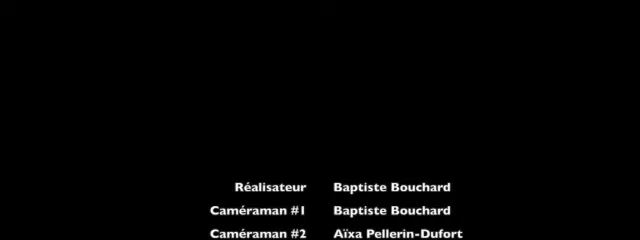 Réalisateur Baptiste Bouchard
Caméraman #1 Baptiste Bouchard
Caméraman #2 Aïxa Pellerin-Dufort